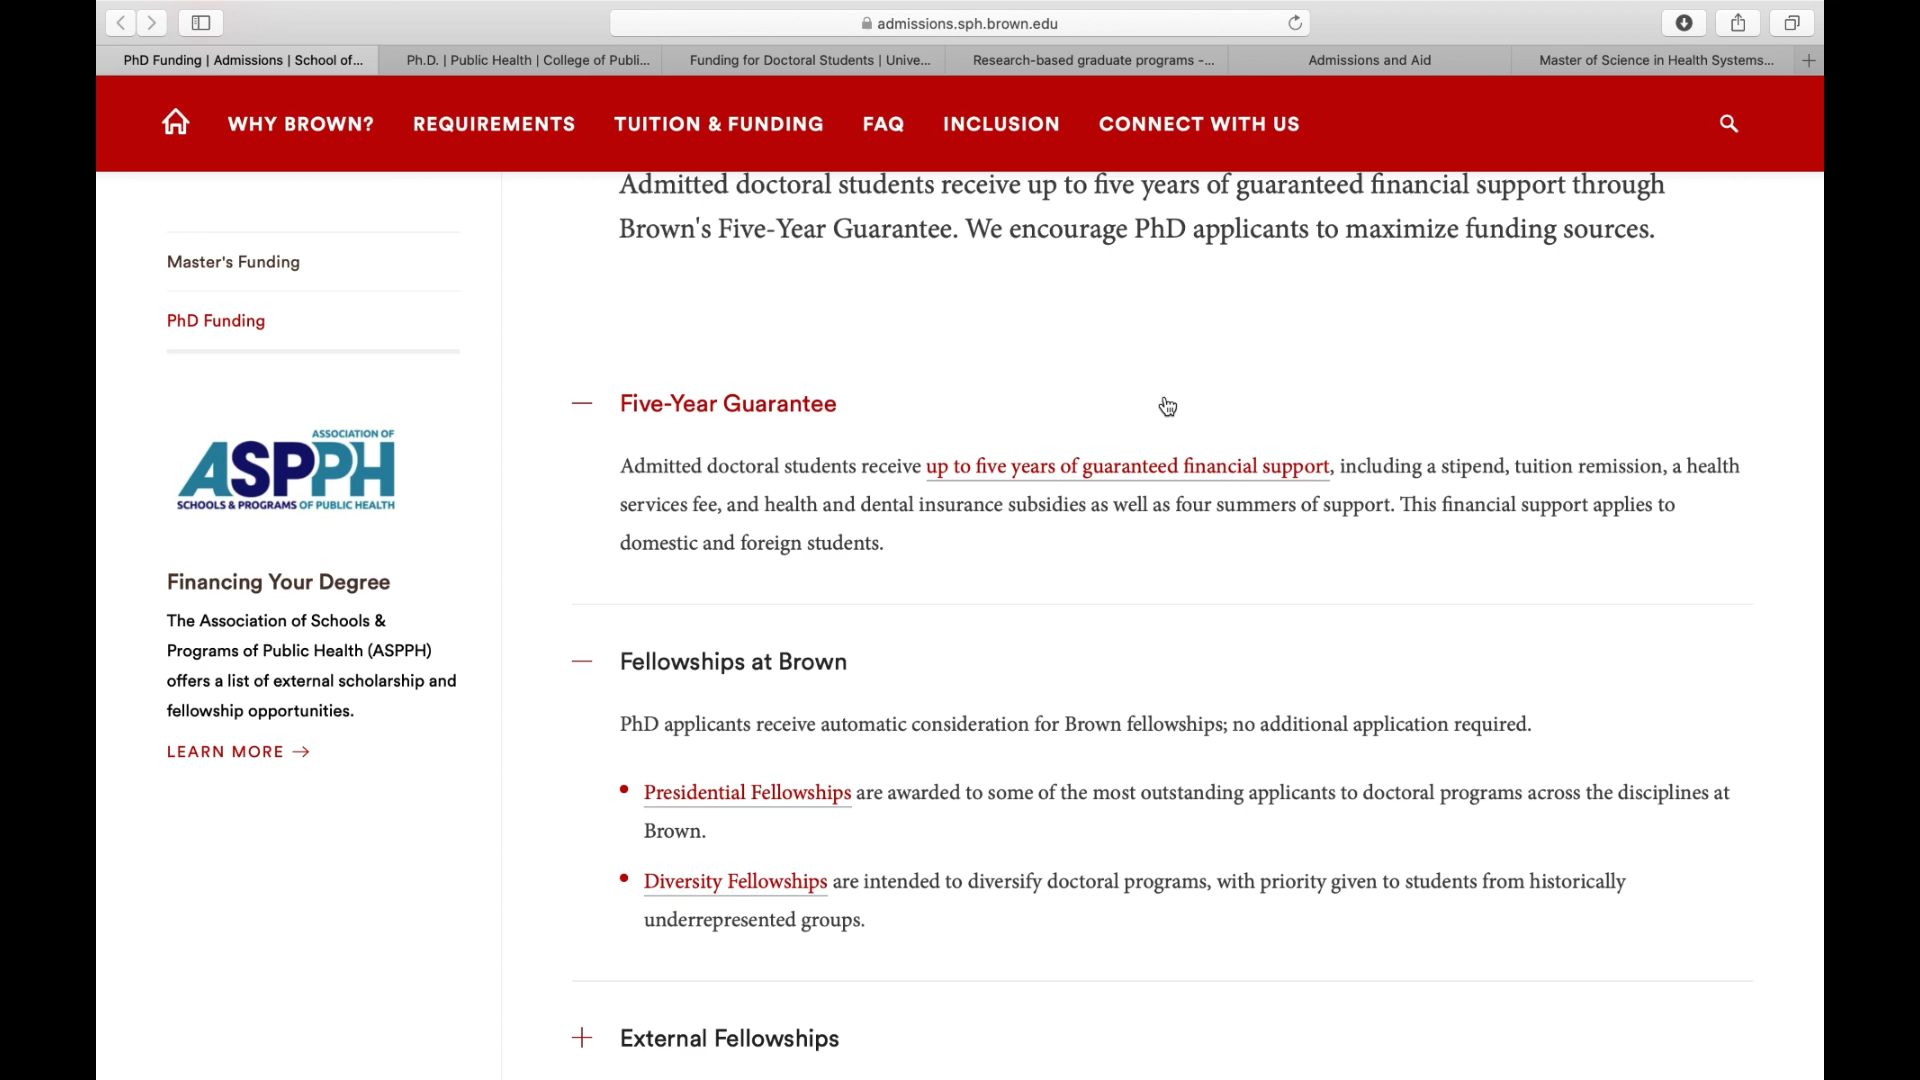 admissions.sph.brown.edu
PhD Funding | Admissions | School of...
Ph.D. | Public Health | College of Publi...
Funding for Doctoral Students | Unive...
Research-based graduate programs -...
Admissions and Aid
Master of Science in Health Systems...
WHY BROWN?
REQUIREMENTS
TUITION & FUNDING
FAQ
INCLUSION
CONNECT WITH US
Master's Funding
PhD Funding
ASSOCIATION OF
ASPPH
SCHOOLS & PROGRAMS OF PUBLIC HEALTH
Financing Your Degree
The Association of Schools &
Programs of Public Health (ASPPH)
offers a list of external scholarship and
fellowship opportunities.
LEARN MORE →
Admitted doctoral students receive up to five years of guaranteed financial support through
Brown's Five-Year Guarantee. We encourage PhD applicants to maximize funding sources.
Five-Year Guarantee
Admitted doctoral students receive up to five years of guaranteed financial support, including a stipend, tuition remission, a health
services fee, and health and dental insurance subsidies as well as four summers of support. This financial support applies to
domestic and foreign students.
Fellowships at Brown
PhD applicants receive automatic consideration for Brown fellowships; no additional application required.
• Presidential Fellowships are awarded to some of the most outstanding applicants to doctoral programs across the disciplines at
Brown.
• Diversity Fellowships are intended to diversify doctoral programs, with priority given to students from historically
underrepresented groups.
External Fellowships